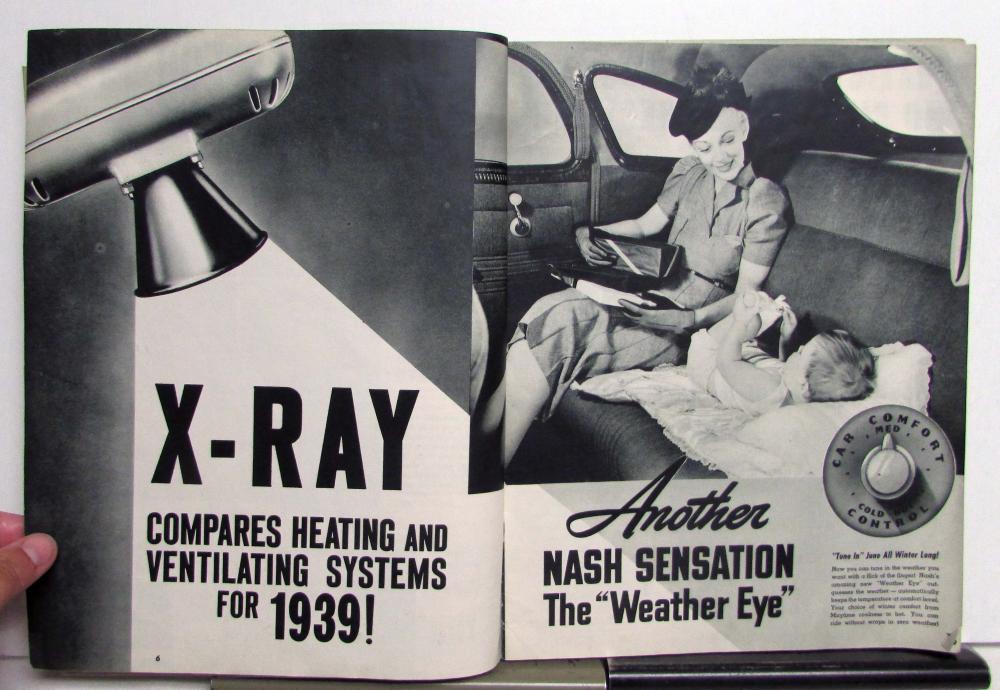 X-RAY
COMPARES HEATING AND
VENTILATING SYSTEMS
FOR 1939!
6
CAR COMFORT
MED
COLD
CONTROL
Another
NASH SENSATION
The "Weather Eye"
"Tune In" June All Winter Long!
Now you can tune in the weather you
want with a flick of the finger! Nash's
amazing new "Weather Eye" out-
guesses the weather — automatically
keeps the temperature at comfort level.
Your choice of winter comfort from
Maytime coolness to hot. You can
ride without wraps in zero weather!